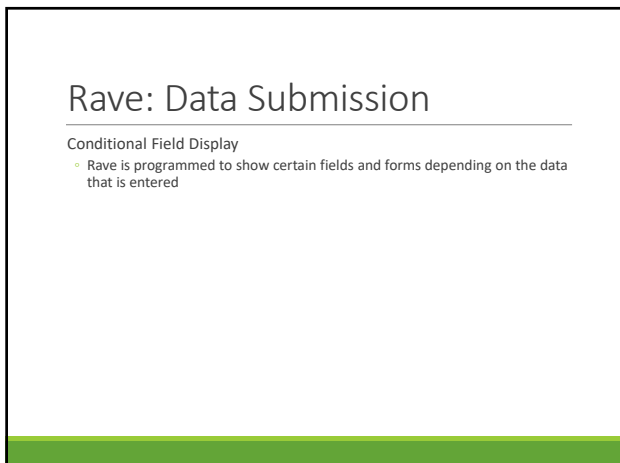 Rave: Data Submission
Conditional Field Display
◦ Rave is programmed to show certain fields and forms depending on the data
that is entered